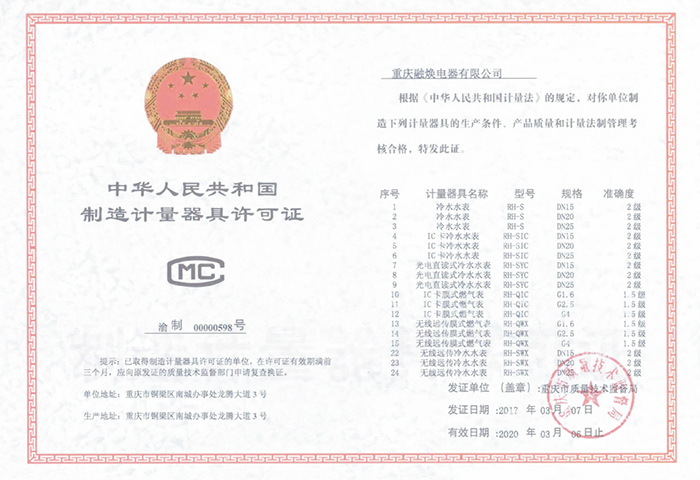 中华人民共和国
制造计量器具许可证
CMC
渝 制 00000598 号
提示：已取得制造计量器具许可证的单位，在许可证有效期满前
三个月，应向原发证的质量技术监督部门申请复查换证。
单位地址：重庆市铜梁区南城办事处龙腾大道3号
生产地址：重庆市铜梁区南城办事处龙腾大道3号
重庆融焕电器有限公司
根据《中华人民共和国计量法》的规定，对你单位制
造下列计量器具的生产条件、产品质量和计量法制管理考
核合格，特发此证。
序号 计量器具名称 型号 规格 准确度
1 冷水水表 RH-S DN15 2级
2 冷水水表 RH-S DN20 2级
3 冷水水表 RH-S DN25 2级
4 IC卡冷水水表 RH-SIC DN15 2级
5 IC卡冷水水表 RH-SIC DN20 2级
6 IC卡冷水水表 RH-SIC DN25 2级
7 光电直读式冷水水表 RH-SYC DN15 2级
8 光电直读式冷水水表 RH-SYC DN20 2级
9 光电直读式冷水水表 RH-SYC DN25 2级
10 IC卡膜式燃气表 RH-QIC G1.6 1.5级
11 IC卡膜式燃气表 RH-QIC G2.5 1.5级
12 IC卡膜式燃气表 RH-QIC G4 1.5级
13 无线远传膜式燃气表 RH-QWX G1.6 1.5级
14 无线远传膜式燃气表 RH-QWX G2.5 1.5级
15 无线远传膜式燃气表 RH-QWX G4 1.5级
22 无线远传冷水水表 RH-SWX DN15 2级
23 无线远传冷水水表 RH-SWX DN20 2级
24 无线远传冷水水表 RH-SWX DN25 2级
发证单位（盖章）：重庆市质量技术监督局
发证日期：2017 年 03 月 07日
有效日期：2020 年 03 月 06日止
重庆市质量技术监督局